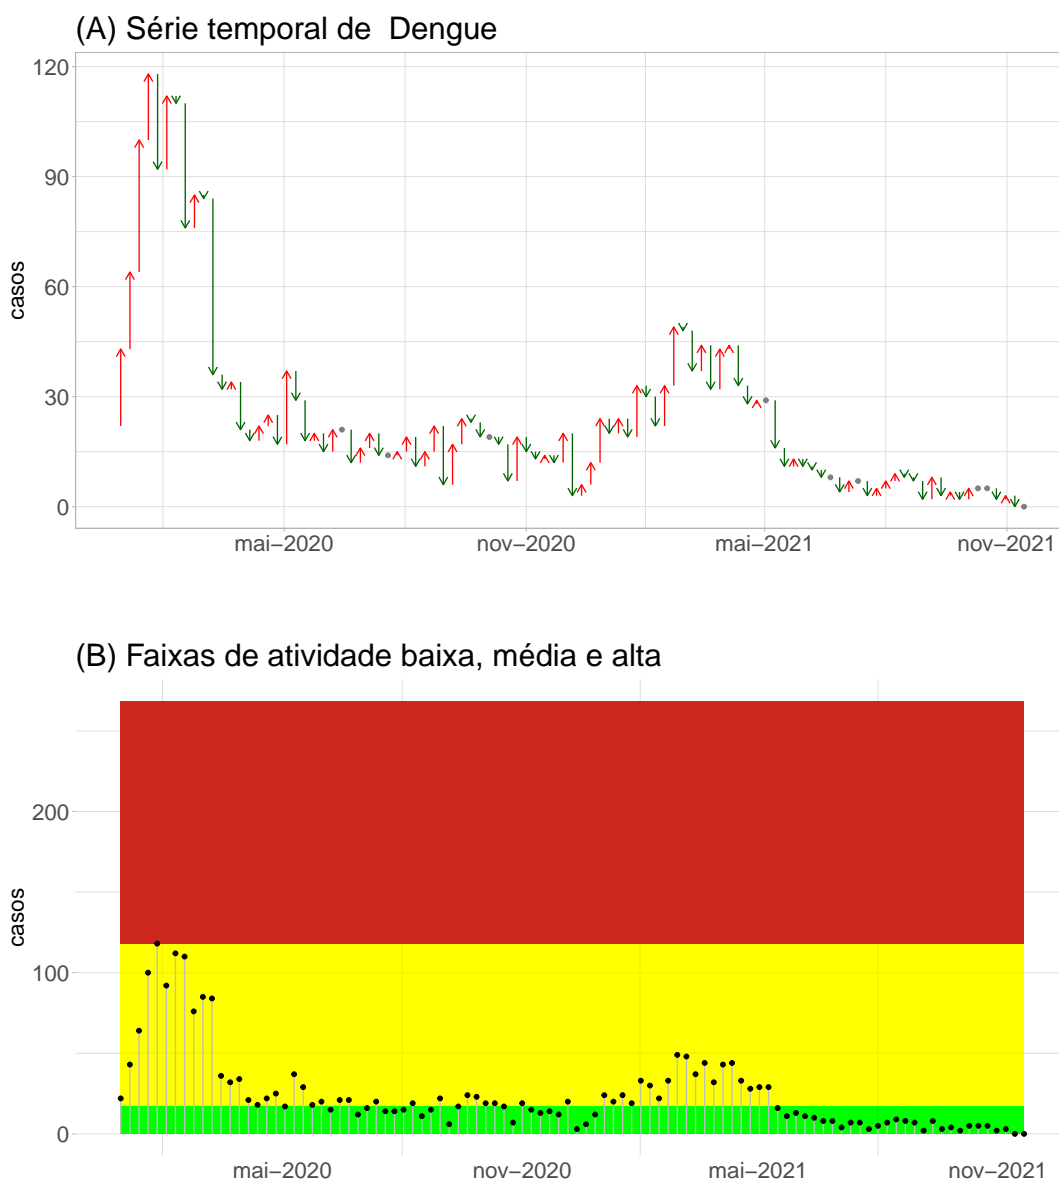 (A) Série temporal de  Dengue
casos
120
90
60
30
0
mai−2020 nov−2020 mai−2021 nov−2021
(B) Faixas de atividade baixa, média e alta
casos
200
100
0
mai−2020 nov−2020 mai−2021 nov−2021